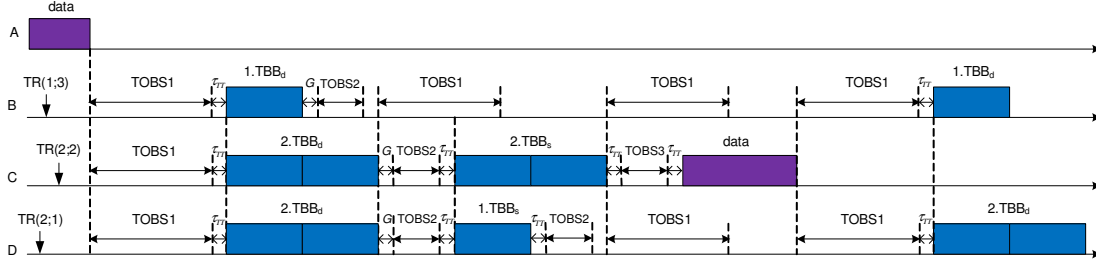 data
A
TR(1;3) TOBS1 τTT 1.TBBd G TOBS2 TOBS1 TOBS1 TOBS1 τTT 1.TBBd
B
TR(2;2) TOBS1 τTT 2.TBBd G TOBS2 τTT 2.TBBs τTT TOBS3 τTT data
C
TR(2;1) TOBS1 τTT 2.TBBd G TOBS2 τTT 1.TBBs τTT TOBS2 TOBS1 TOBS1 τTT 2.TBBd
D